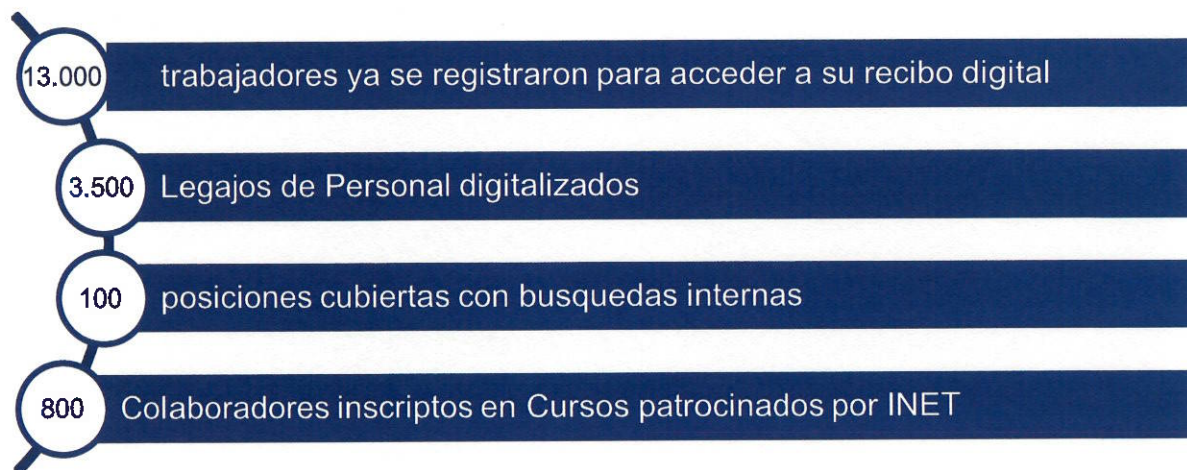 13.000 trabajadores ya se registraron para acceder a su recibo digital
3.500 Legajos de Personal digitalizados
100 posiciones cubiertas con busquedas internas
800 Colaboradores inscriptos en Cursos patrocinados por INET